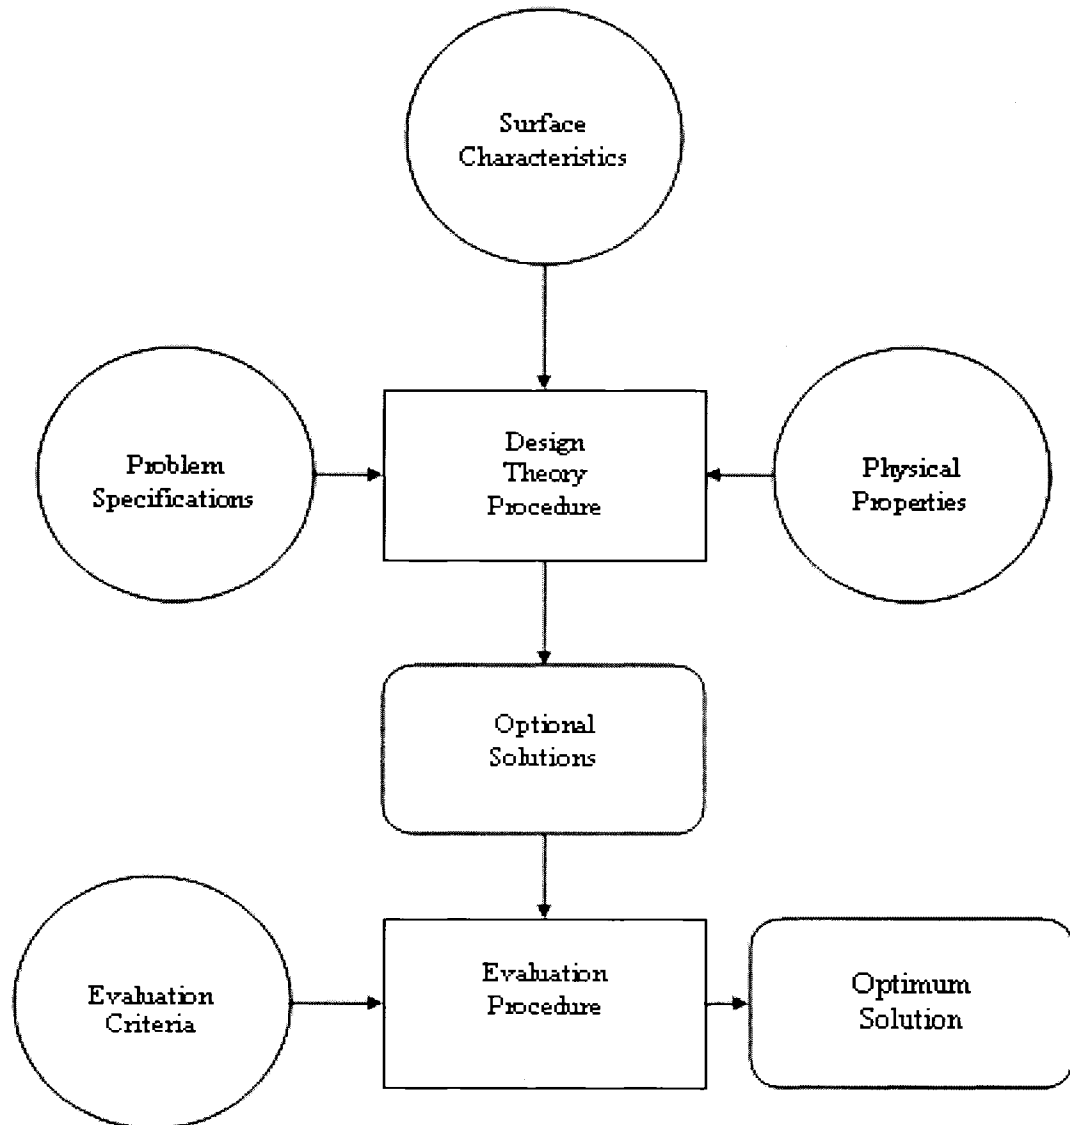 Surface
Characteristics
Problem
Specifications
Design
Theory
Procedure
Physical
Properties
Optional
Solutions
Evaluation
Criteria
Evaluation
Procedure
Optimum
Solution